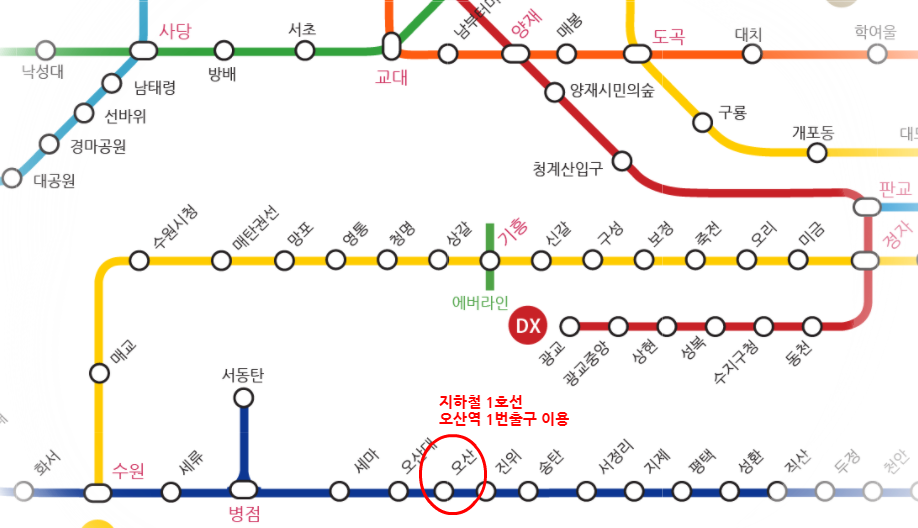 사당
서초
남부터미
양재
매봉
도곡
대치
학여울
낙성대
방배
교대
남태령
선바위
경마공원
대공원
양재시민의숲
구룡
개포동
청계산입구
판교
수원시청
매탄권선
망포
영통
청명
상갈
기흥
신갈
구성
보정
죽전
오리
미금
정자
에버라인
DX
광교
광교중앙
상현
성복
수지구청
동천
매교
서동탄
지하철 1호선
오산역 1번출구 이용
화서
수원
세류
병점
세마
오산대
오산
진위
송탄
서정리
지제
평택
성환
직산
두정
천안